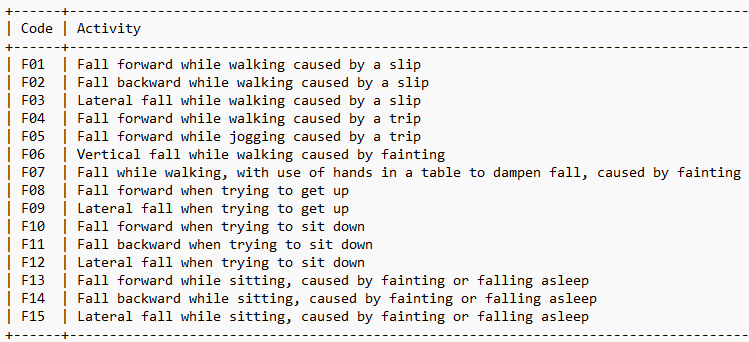 +------+--------------------------------------------------------------------------------------
| Code | Activity
+------+--------------------------------------------------------------------------------------
| F01 | Fall forward while walking caused by a slip
| F02 | Fall backward while walking caused by a slip
| F03 | Lateral fall while walking caused by a slip
| F04 | Fall forward while walking caused by a trip
| F05 | Fall forward while jogging caused by a trip
| F06 | Vertical fall while walking caused by fainting
| F07 | Fall while walking, with use of hands in a table to dampen fall, caused by fainting
| F08 | Fall forward when trying to get up
| F09 | Lateral fall when trying to get up
| F10 | Fall forward when trying to sit down
| F11 | Fall backward when trying to sit down
| F12 | Lateral fall when trying to sit down
| F13 | Fall forward while sitting, caused by fainting or falling asleep
| F14 | Fall backward while sitting, caused by fainting or falling asleep
| F15 | Lateral fall while sitting, caused by fainting or falling asleep
+------+--------------------------------------------------------------------------------------